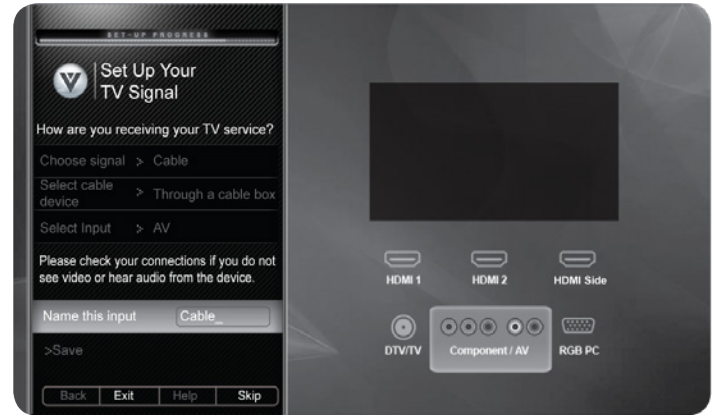 SET-UP PROGRESS
V
Set Up Your
TV Signal
How are you receiving your TV service?
Choose signal > Cable
Select cable
device > Through a cable box
Select Input > AV
Please check your connections if you do not
see video or hear audio from the device.
Name this input Cable_
>Save
Back Exit Help Skip
HDMI 1 HDMI 2 HDMI Side
DTV/TV Component / AV RGB PC